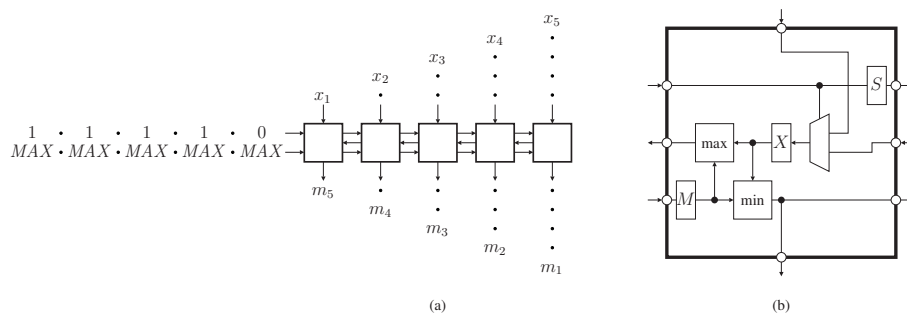 x₅
x₄
x₃
x₂
x₁
1 • 1 • 1 • 1 • 0
MAX • MAX • MAX • MAX • MAX
m₅
m₄
m₃
m₂
m₁
(a)
S
max
X
M
min
(b)